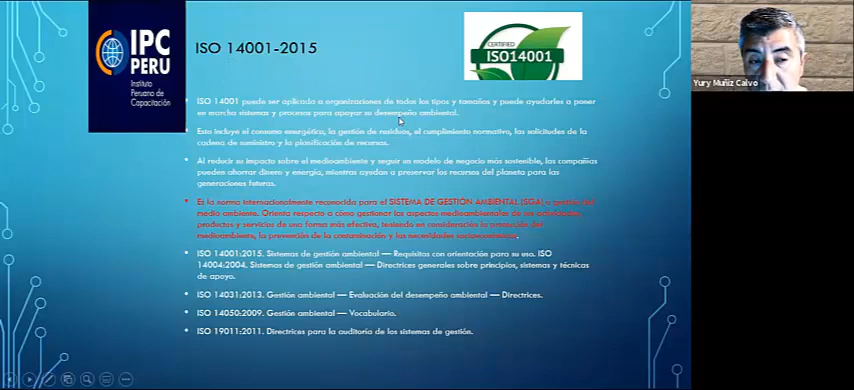 IPC
PERU
Instituto
Peruano de
Capacitación
ISO 14001-2015
CERTIFIED
ISO14001
Yury Muñiz Calvo
ISO 14001 puede ser aplicada a organizaciones de todos los tipos y tamaños y puede ayudarles a poner
en marcha sistemas y procesos para apoyar su desempeño ambiental.
Esto incluye el consumo energético, la gestión de residuos, el cumplimiento normativo, las solicitudes de la
cadena de suministro y la planificación de recursos.
Al reducir su impacto sobre el medioambiente y seguir un modelo de negocio más sostenible, las compañías
pueden ahorrar dinero y energía, mientras ayudan a preservar los recursos del planeta para las
generaciones futuras.
Es la norma internacionalmente reconocida para el SISTEMA DE GESTIÓN AMBIENTAL (SGA) o gestión del
medio ambiente. Orienta respecto a cómo gestionar los aspectos medioambientales de sus actividades,
productos y servicios de una forma más efectiva, teniendo en consideración la protección del
medioambiente, la prevención de la contaminación y las necesidades socioeconómicas.
ISO 14001:2015. Sistemas de gestión ambiental — Requisitos con orientación para su uso. ISO
14004:2004. Sistemas de gestión ambiental — Directrices generales sobre principios, sistemas y técnicas
de apoyo.
ISO 14031:2013. Gestión ambiental — Evaluación del desempeño ambiental — Directrices.
ISO 14050:2009. Gestión ambiental — Vocabulario.
ISO 19011:2011. Directrices para la auditoría de los sistemas de gestión.